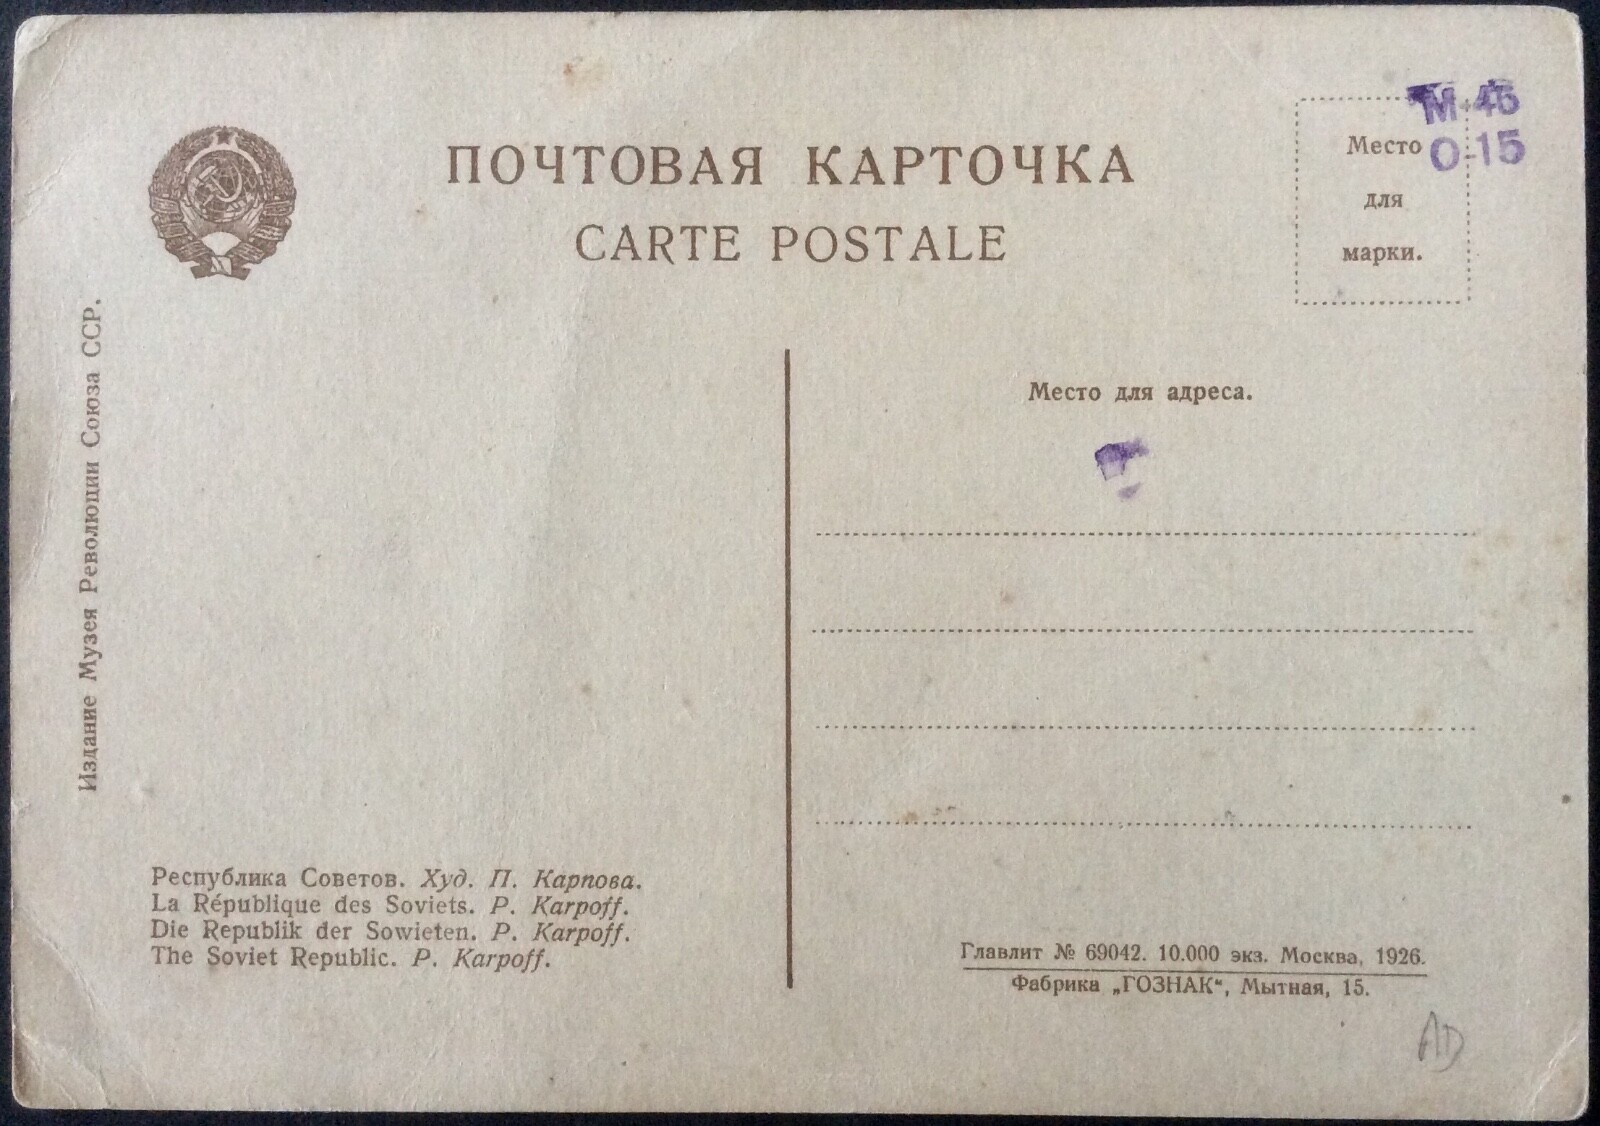 ПОЧТОВАЯ КАРТОЧКА
CARTE POSTALE
М-45
О-15
Место
для
марки.
Издание Музея Революции Союза ССР.
Место для адреса.
Республика Советов. Худ. П. Карпова.
La République des Soviets. P. Karpoff.
Die Republik der Sowieten. P. Karpoff.
The Soviet Republic. P. Karpoff.
Главлит № 69042. 10.000 экз. Москва, 1926.
Фабрика „ГОЗНАК“, Мытная, 15.
AD